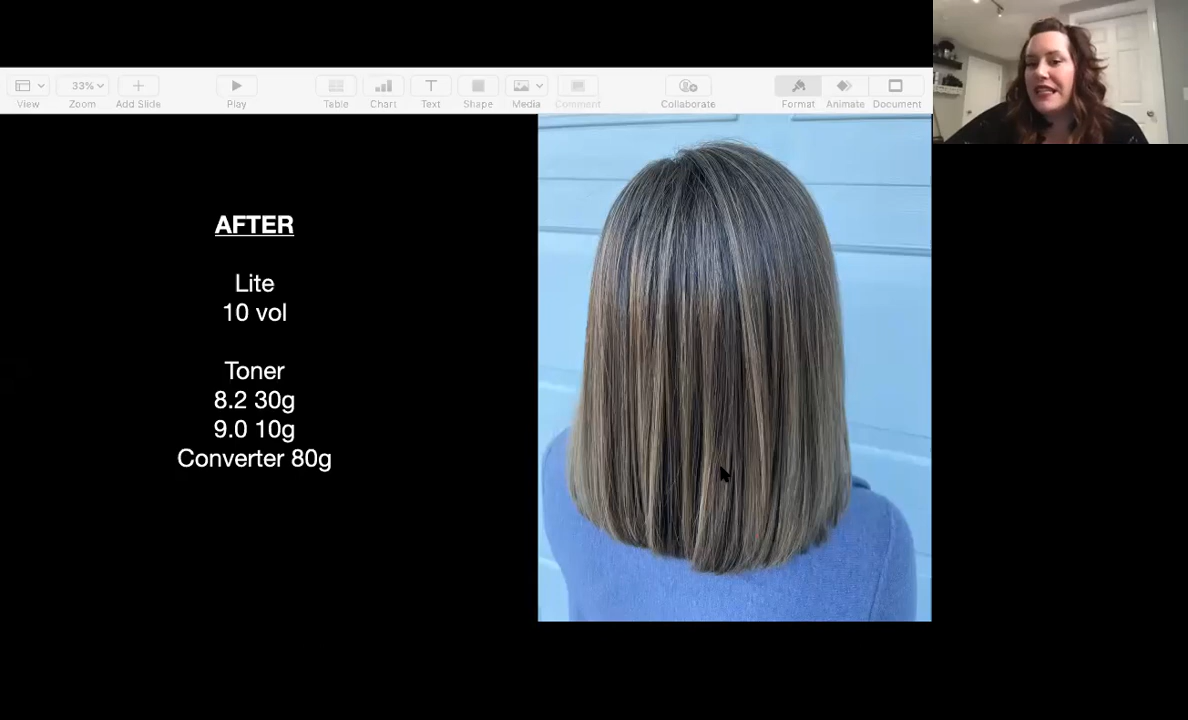 View
33%
Zoom
Add Slide
Play
Table
Chart
Text
Shape
Media
Comment
Collaborate
Format
Animate
Document
AFTER
Lite
10 vol
Toner
8.2 30g
9.0 10g
Converter 80g